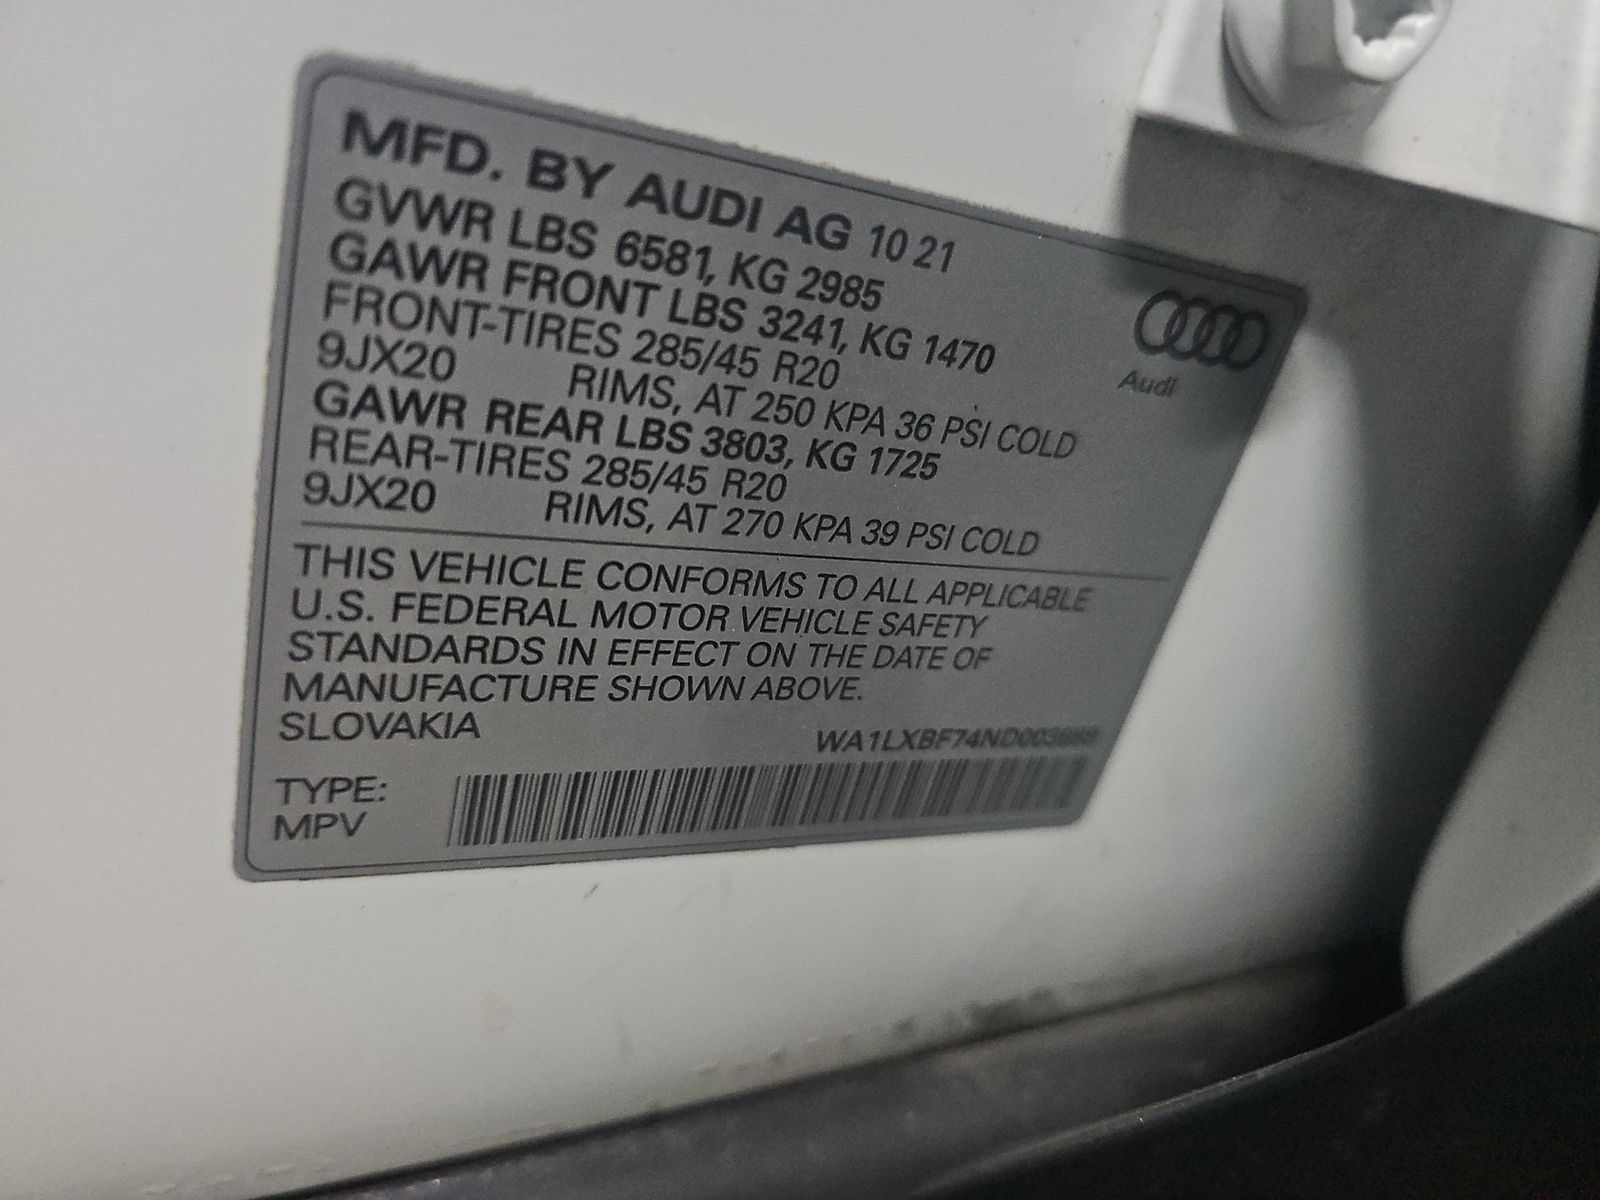 MFD. BY AUDI AG 10 21
GVWR LBS 6581, KG 2985
GAWR FRONT LBS 3241, KG 1470
FRONT-TIRES 285/45 R20
9JX20 RIMS, AT 250 KPA 36 PSI COLD
GAWR REAR LBS 3803, KG 1725
REAR-TIRES 285/45 R20
9JX20 RIMS, AT 270 KPA 39 PSI COLD
Audi
THIS VEHICLE CONFORMS TO ALL APPLICABLE
U.S. FEDERAL MOTOR VEHICLE SAFETY
STANDARDS IN EFFECT ON THE DATE OF
MANUFACTURE SHOWN ABOVE.
SLOVAKIA
TYPE:
MPV